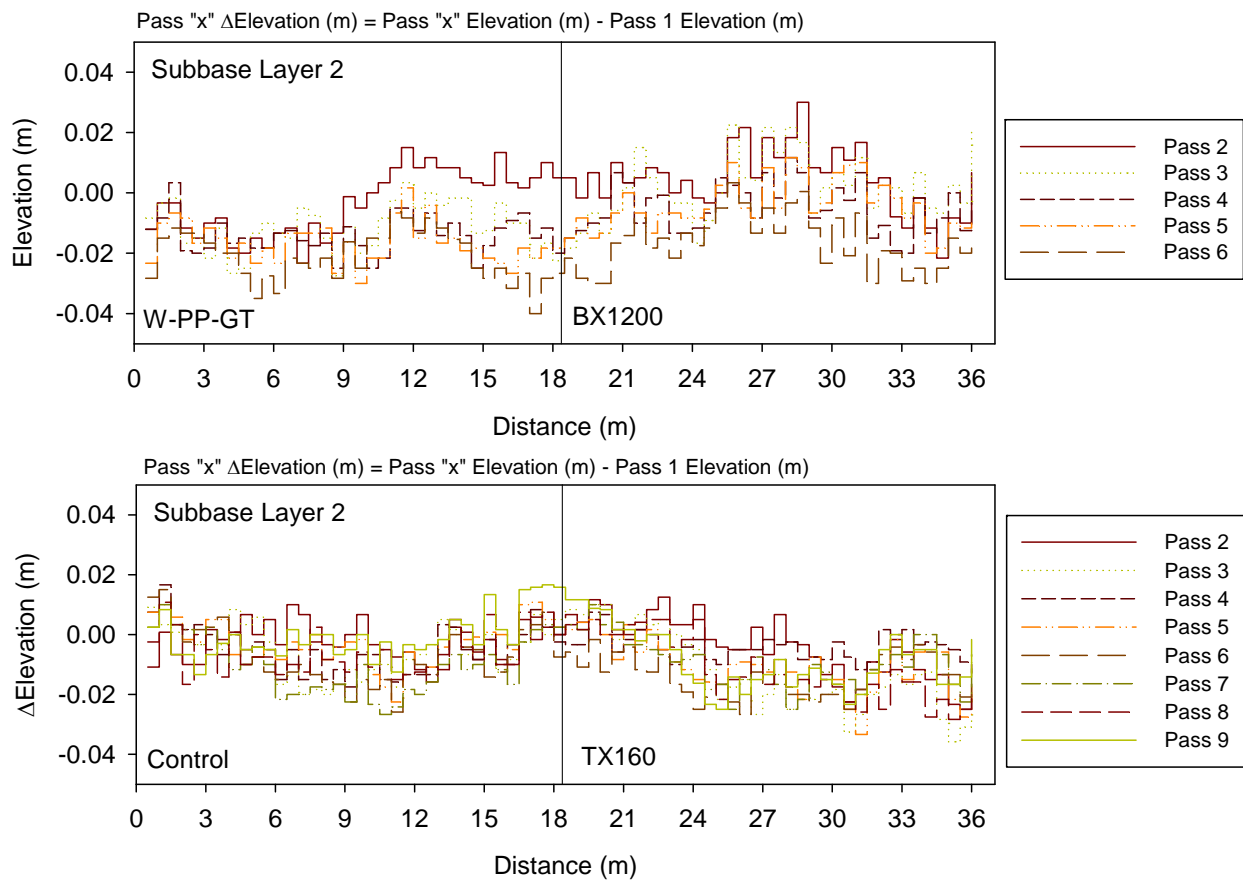 Pass "x" ΔElevation (m) = Pass "x" Elevation (m) - Pass 1 Elevation (m)
Subbase Layer 2
0.04
0.02
0.00
-0.02
-0.04
Elevation (m)
W-PP-GT
BX1200
0 3 6 9 12 15 18 21 24 27 30 33 36
Distance (m)
Pass 2
Pass 3
Pass 4
Pass 5
Pass 6
Pass "x" ΔElevation (m) = Pass "x" Elevation (m) - Pass 1 Elevation (m)
Subbase Layer 2
0.04
0.02
0.00
-0.02
-0.04
ΔElevation (m)
Control
TX160
0 3 6 9 12 15 18 21 24 27 30 33 36
Distance (m)
Pass 2
Pass 3
Pass 4
Pass 5
Pass 6
Pass 7
Pass 8
Pass 9